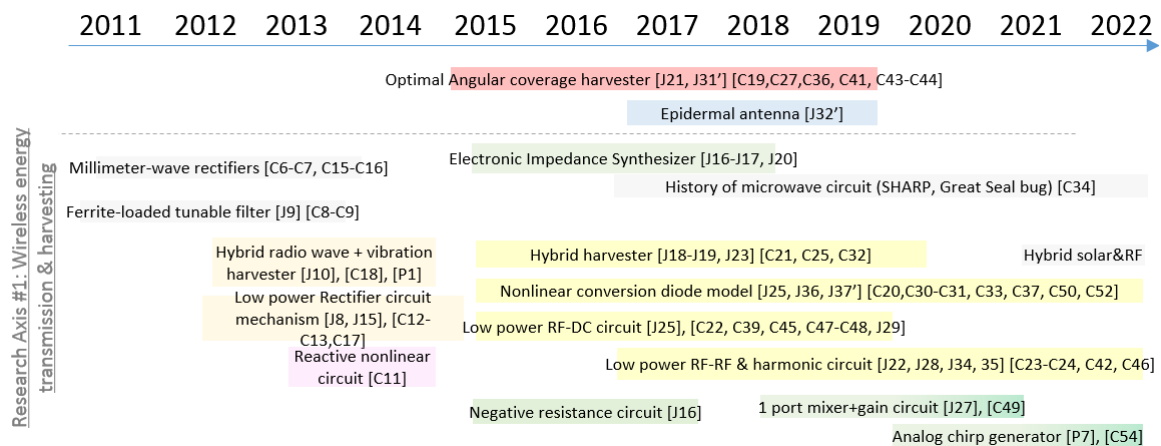 2011 2012 2013 2014 2015 2016 2017 2018 2019 2020 2021 2022
Optimal Angular coverage harvester [J21, J31’] [C19,C27,C36, C41, C43-C44]
Epidermal antenna [J32’]
Research Axis #1: Wireless energy
transmission & harvesting
Millimeter-wave rectifiers [C6-C7, C15-C16]
Electronic Impedance Synthesizer [J16-J17, J20]
History of microwave circuit (SHARP, Great Seal bug) [C34]
Ferrite-loaded tunable filter [J9] [C8-C9]
Hybrid radio wave + vibration
harvester [J10], [C18], [P1]
Hybrid harvester [J18-J19, J23] [C21, C25, C32]
Hybrid solar&RF
Low power Rectifier circuit
mechanism [J8, J15], [C12-
C13,C17]
Nonlinear conversion diode model [J25, J36, J37’] [C20,C30-C31, C33, C37, C50, C52]
Low power RF-DC circuit [J25], [C22, C39, C45, C47-C48, J29]
Reactive nonlinear
circuit [C11]
Low power RF-RF & harmonic circuit [J22, J28, J34, 35] [C23-C24, C42, C46]
Negative resistance circuit [J16]
1 port mixer+gain circuit [J27], [C49]
Analog chirp generator [P7], [C54]